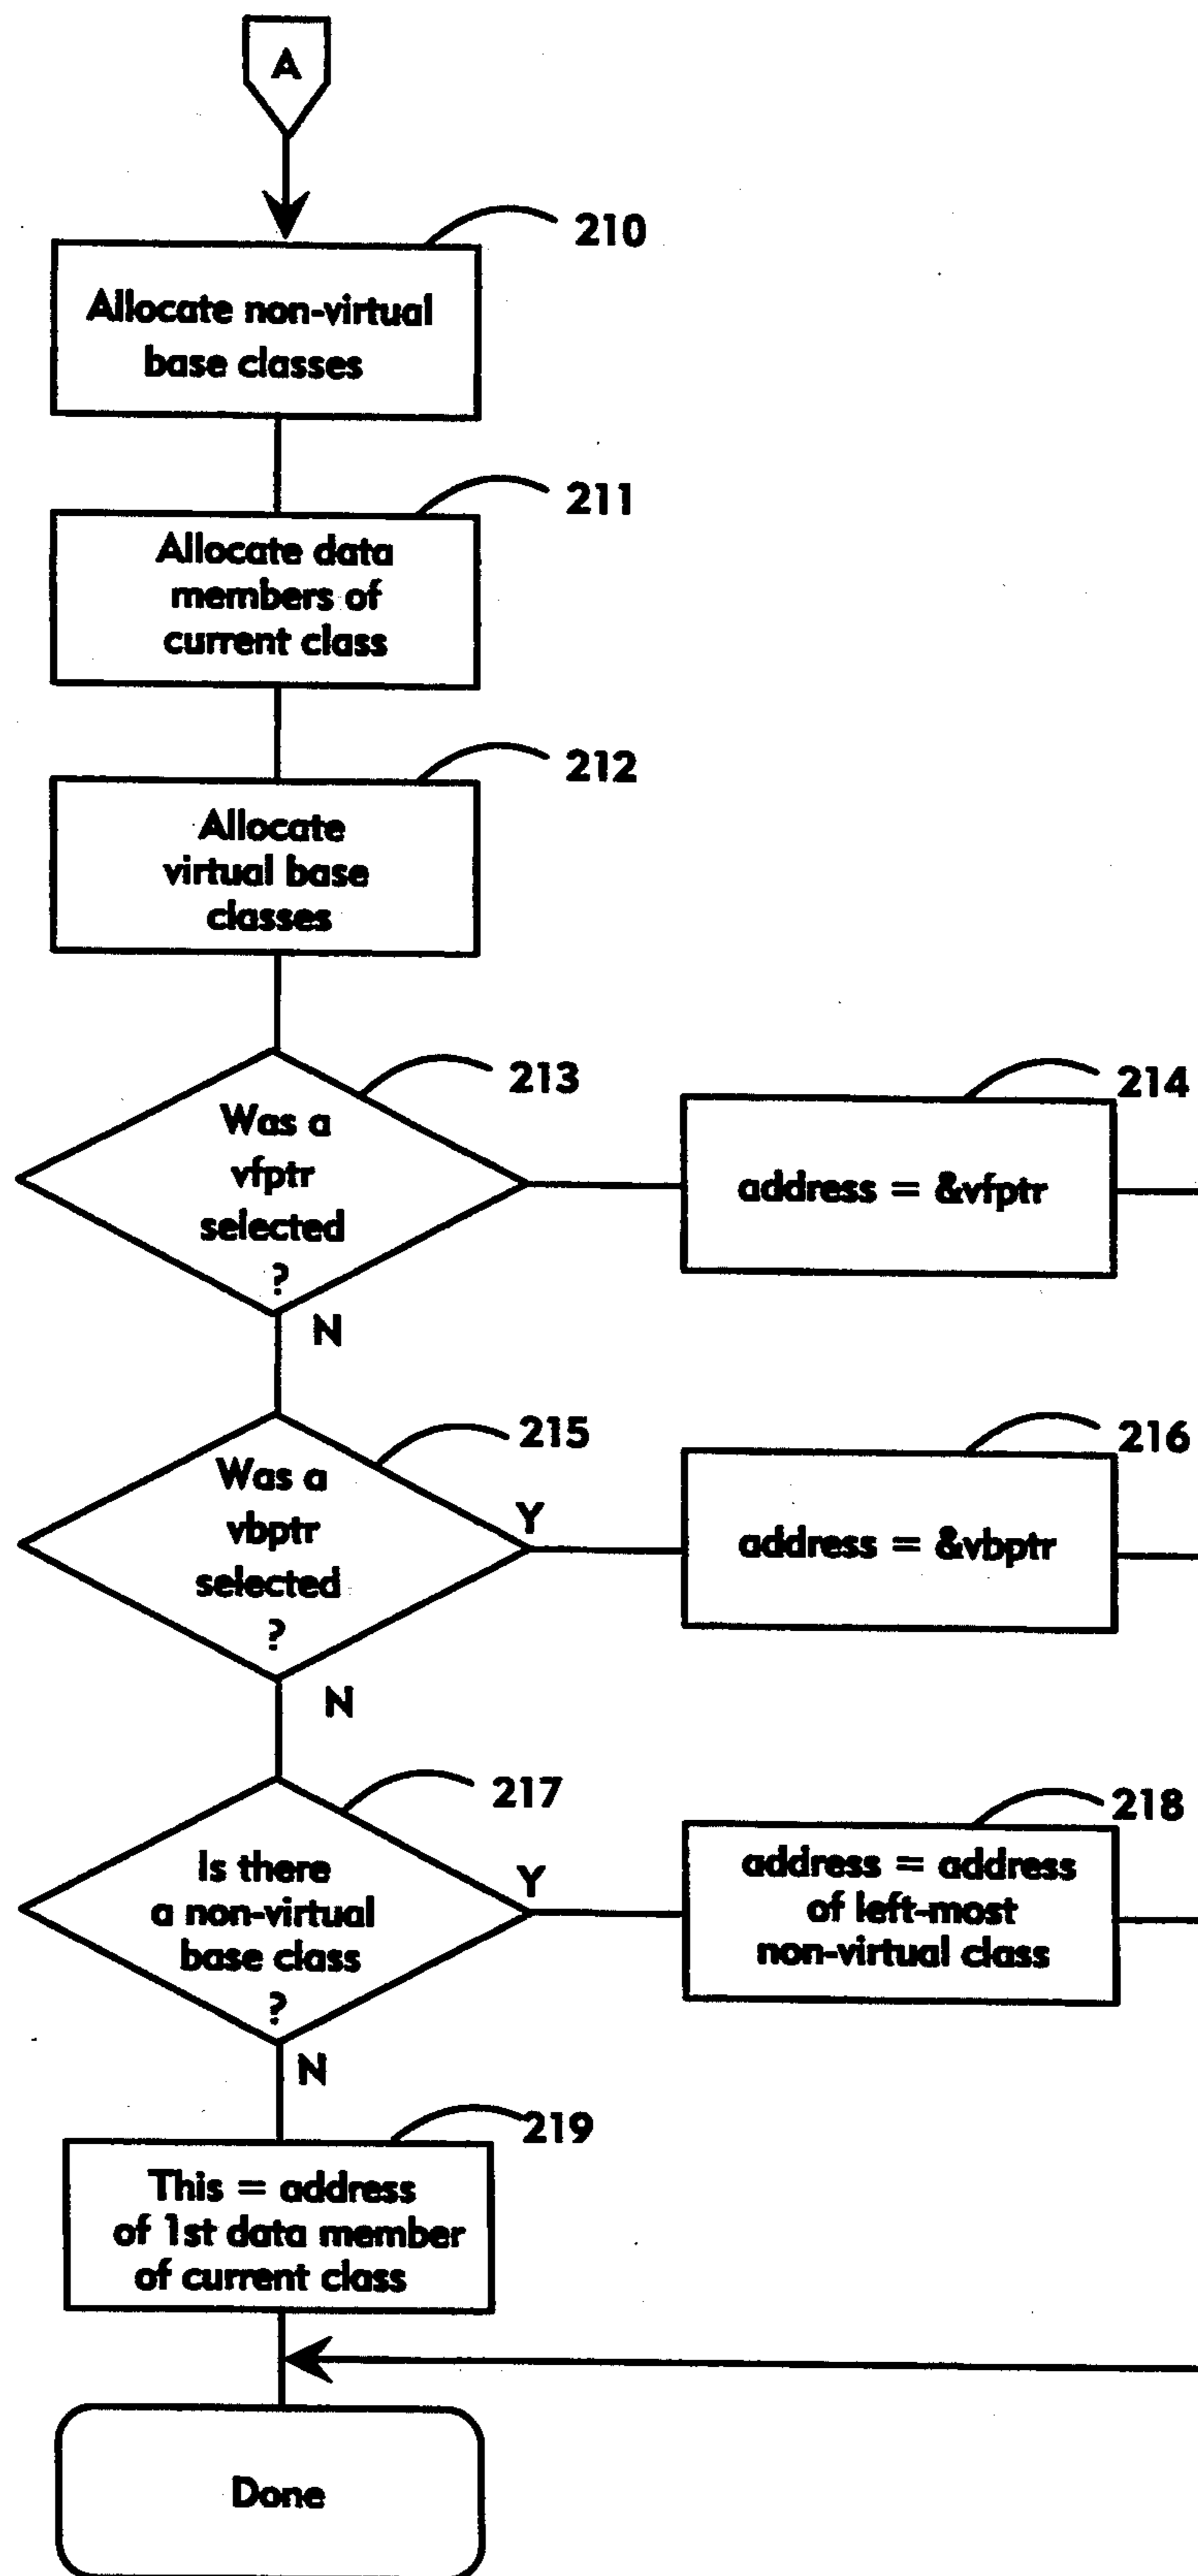 A
210
Allocate non-virtual
base classes
211
Allocate data
members of
current class
212
Allocate
virtual base
classes
213
Was a
vfptr
selected
?
N
214
address = &vfptr
215
Was a
vbptr
selected
?
Y
N
216
address = &vbptr
217
Is there
a non-virtual
base class
?
Y
N
218
address = address
of left-most
non-virtual class
219
This = address
of 1st data member
of current class
Done